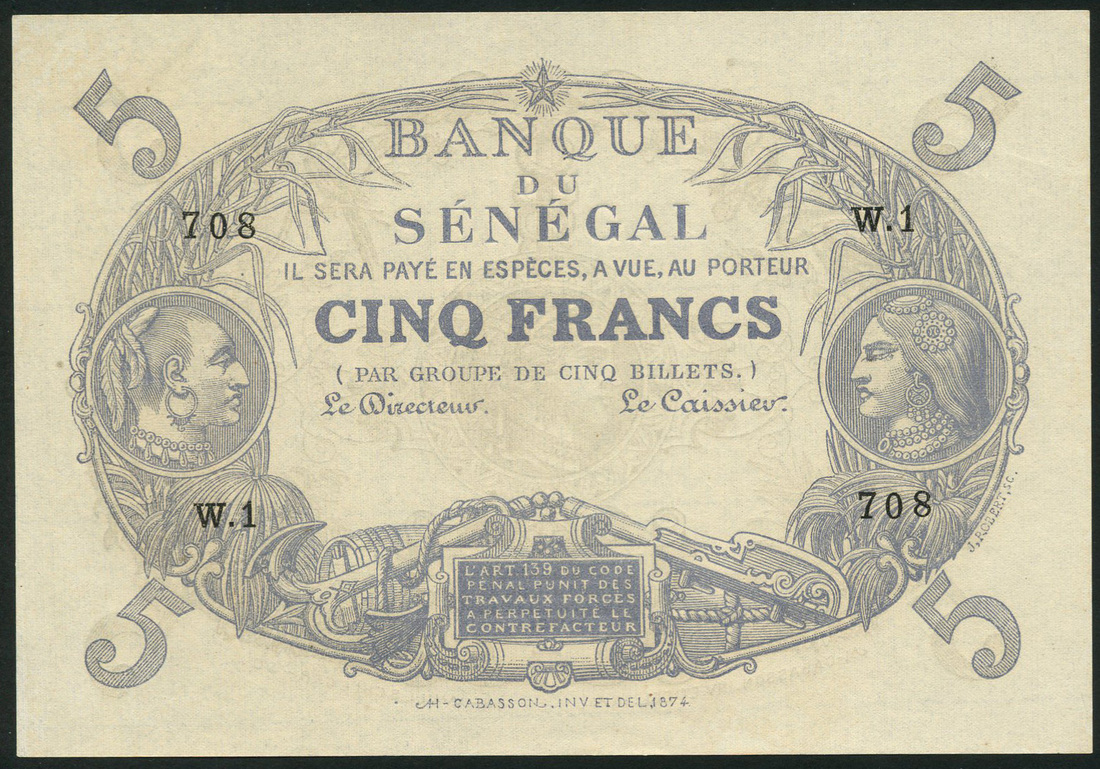 5 5
BANQUE
DU
SÉNÉGAL
708 W.1
IL SERA PAYÉ EN ESPÈCES, A VUE, AU PORTEUR
CINQ FRANCS
( PAR GROUPE DE CINQ BILLETS. )
Le Directeur. Le Caissier.
W.1 708
J. ROBERT, SC.
L'ART 139 DU CODE
PÉNAL PUNIT DES
TRAVAUX FORCÉS
A PERPÉTUITÉ LE
CONTREFACTEUR
5 5
H-CABASSON, INV ET DEL, 1874